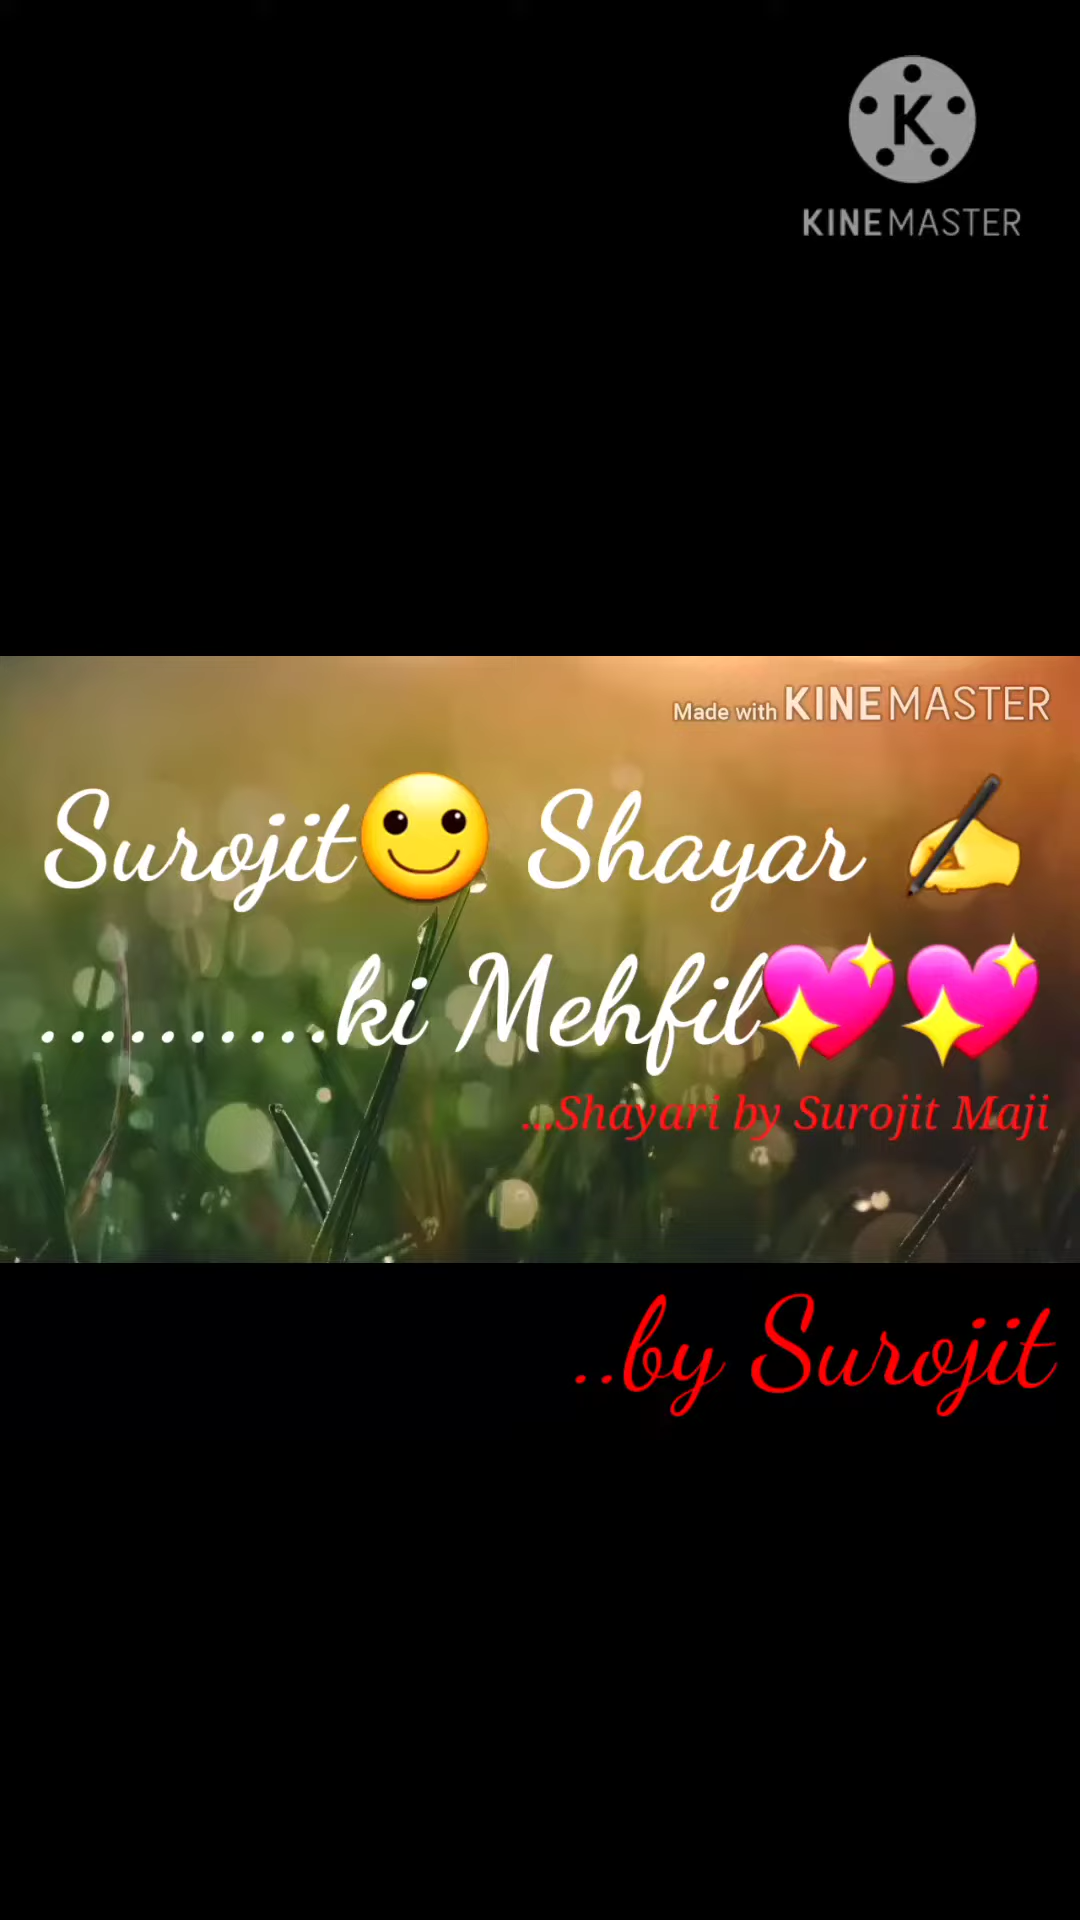 K
KINEMASTER
Made with KINEMASTER
Surojit🙂 Shayar ✍
..........ki Mehfil💖💖
...Shayari by Surojit Maji
..by Surojit